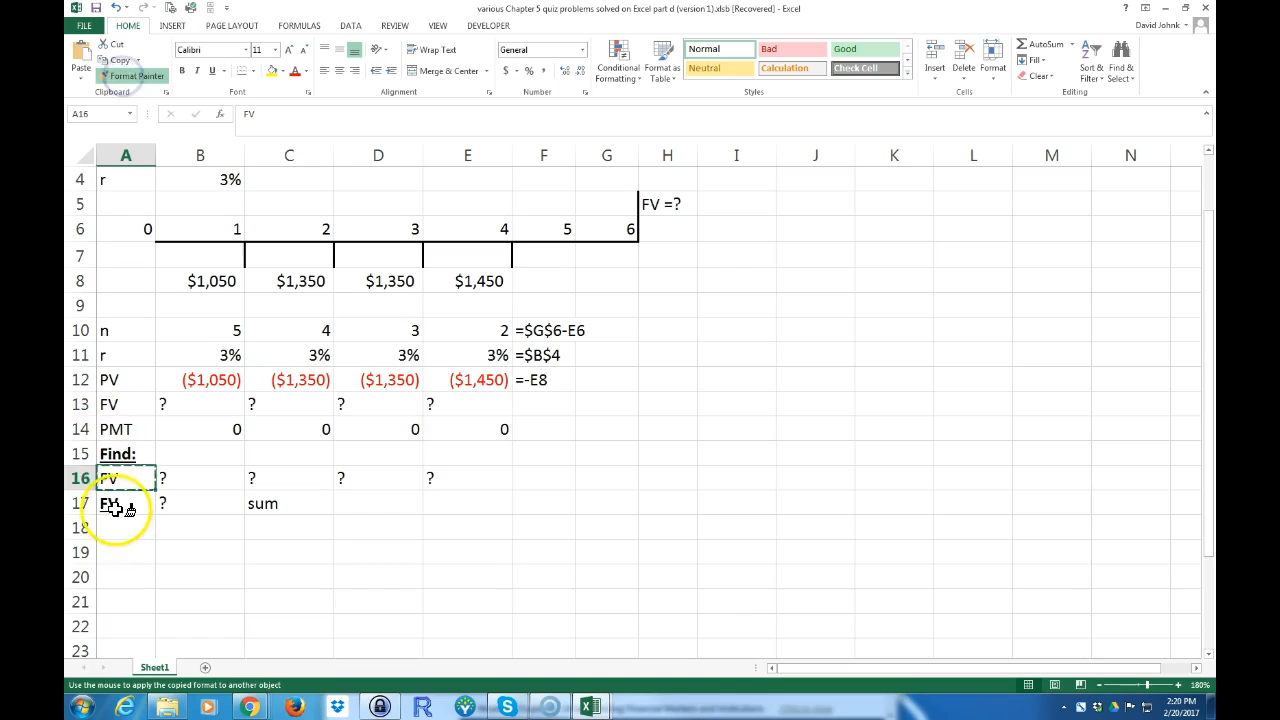 various Chapter 5 quiz problems solved on Excel part d (version 1).xlsb [Recovered] - Excel
FILE HOME INSERT PAGE LAYOUT FORMULAS DATA REVIEW VIEW DEVELOPER David Johnk
Paste Cut Copy Format Painter Clipboard
Calibri 11 B I U A Font
Wrap Text Merge & Center Alignment
General $ % , Number
Conditional Formatting Format as Table
Normal Bad Good
Neutral Calculation Check Cell
Styles
Insert Delete Format Cells
AutoSum Fill Clear Sort & Filter Find & Select Editing
A16 fx FV
A B C D E F G H I J K L M N
4 r 3%
5 FV =?
6 0 1 2 3 4 5 6
7
8 $1,050 $1,350 $1,350 $1,450
9
10 n 5 4 3 2 =$G$6-E6
11 r 3% 3% 3% 3% =$B$4
12 PV ($1,050) ($1,350) ($1,350) ($1,450) =-E8
13 FV ? ? ? ?
14 PMT 0 0 0 0
15 Find:
16 FV ? ? ? ?
17 FV ? sum
18
19
20
21
22
23
Sheet1
Use the mouse to apply the copied format to another object 180%
2:20 PM
2/20/2017